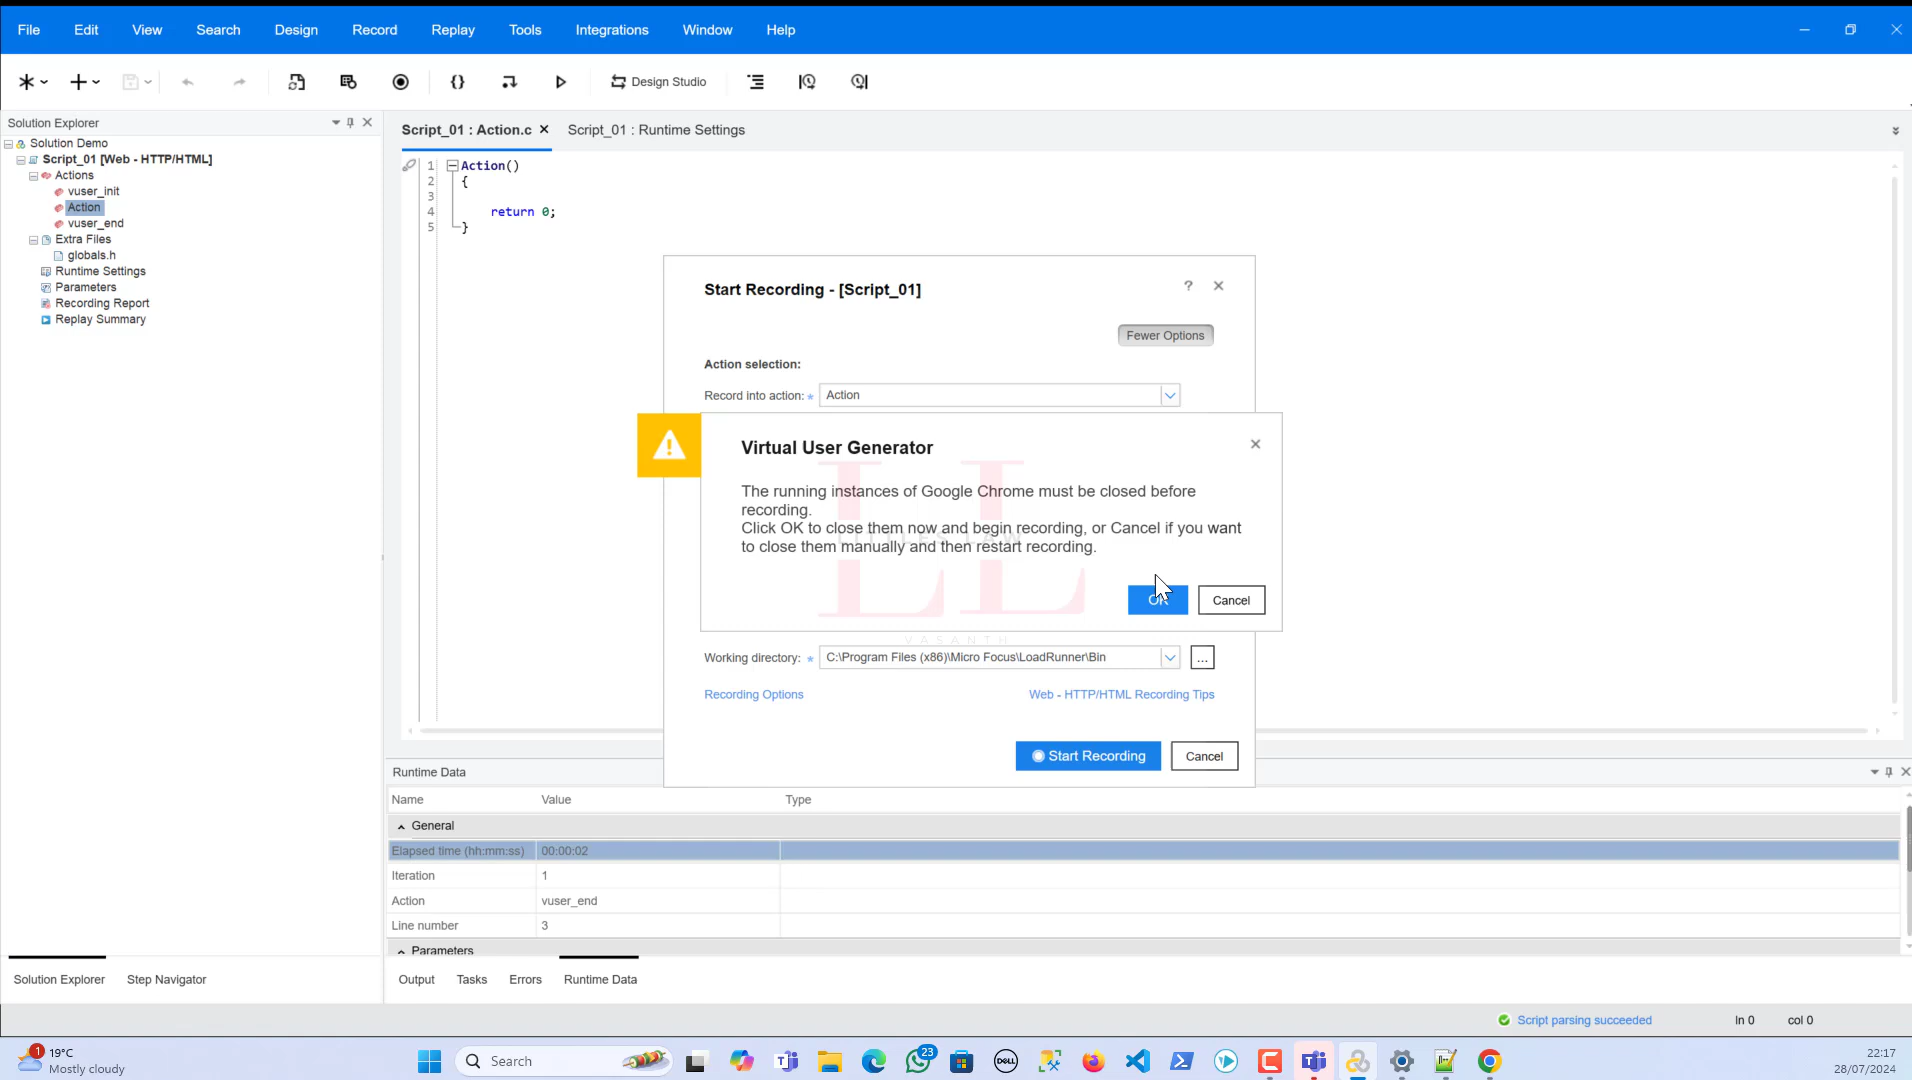 File Edit View Search Design Record Replay Tools Integrations Window Help
Design Studio
Solution Explorer
Solution Demo
Script_01 [Web - HTTP/HTML]
Actions
vuser_init
Action
vuser_end
Extra Files
globals.h
Runtime Settings
Parameters
Recording Report
Replay Summary
Script_01 : Action.c Script_01 : Runtime Settings
1 Action()
2 {
3
4 return 0;
5 }
Start Recording - [Script_01]
?
Fewer Options
Action selection:
Record into action: * Action
Virtual User Generator
The running instances of Google Chrome must be closed before
recording.
Click OK to close them now and begin recording, or Cancel if you want
to close them manually and then restart recording.
LITTLES LAW
OK Cancel
VASANTH
Working directory: * C:\Program Files (x86)\Micro Focus\LoadRunner\Bin ...
Recording Options Web - HTTP/HTML Recording Tips
Start Recording Cancel
Runtime Data
Name Value Type
General
Elapsed time (hh:mm:ss) 00:00:02
Iteration 1
Action vuser_end
Line number 3
Parameters
Solution Explorer Step Navigator Output Tasks Errors Runtime Data
Script parsing succeeded ln 0 col 0
1 19°C
Mostly cloudy
Search
23
DELL
22:17
28/07/2024